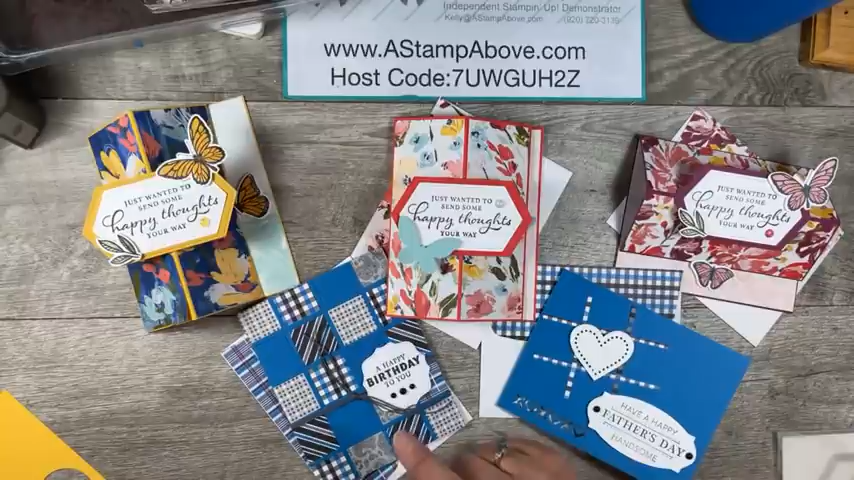 Independent Stampin' Up! Demonstrator
Kelly@AStampAbove.com (920) 320-3139
www.AStampAbove.com
Host Code:7UWGUH2Z
JUST WANTED TO
SEND SOME
happy thoughts
YOUR WAY
JUST WANTED TO
SEND SOME
happy thoughts
YOUR WAY
JUST WANTED TO
SEND SOME
happy thoughts
YOUR WAY
A HAPPY
BIRTHDAY
TO YOU
HAVE A HAPPY
FATHER'S DAY
HANDSOME